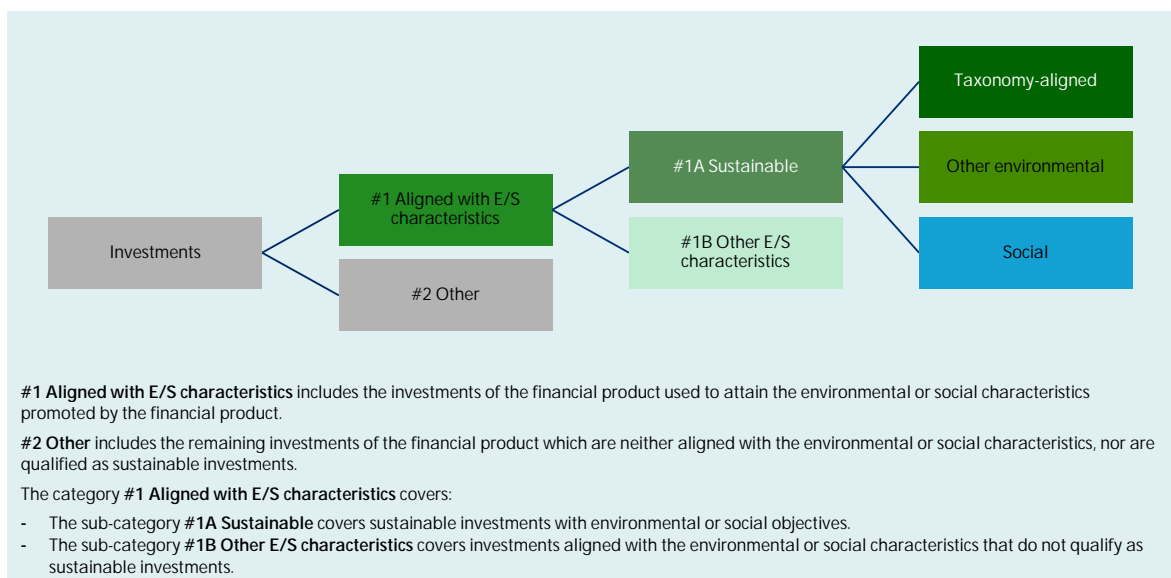 Taxonomy-aligned
#1A Sustainable
Other environmental
#1 Aligned with E/S
characteristics
#1B Other E/S
characteristics
Investments
Social
#2 Other
#1 Aligned with E/S characteristics includes the investments of the financial product used to attain the environmental or social characteristics
promoted by the financial product.
#2 Other includes the remaining investments of the financial product which are neither aligned with the environmental or social characteristics, nor are
qualified as sustainable investments.
The category #1 Aligned with E/S characteristics covers:
- The sub-category #1A Sustainable covers sustainable investments with environmental or social objectives.
- The sub-category #1B Other E/S characteristics covers investments aligned with the environmental or social characteristics that do not qualify as
sustainable investments.